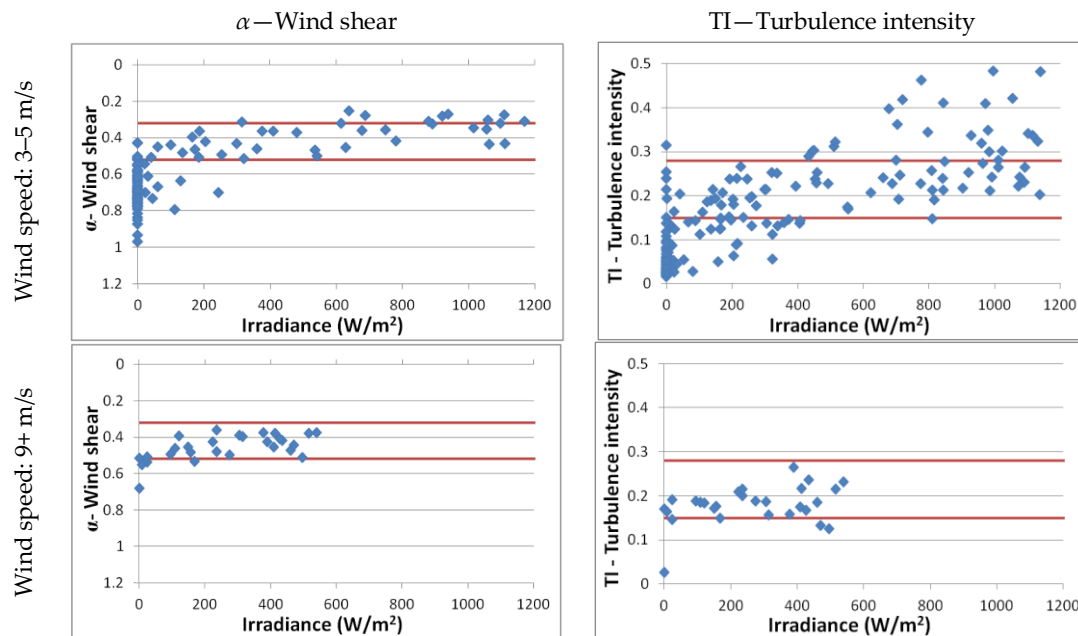 α—Wind shear
TI—Turbulence intensity
Wind speed: 3–5 m/s
α- Wind shear
0
0.2
0.4
0.6
0.8
1
1.2
0 200 400 600 800 1000 1200
Irradiance (W/m²)
TI - Turbulence intensity
0.5
0.4
0.3
0.2
0.1
0
0 200 400 600 800 1000 1200
Irradiance (W/m²)
Wind speed: 9+ m/s
α- Wind shear
0
0.2
0.4
0.6
0.8
1
1.2
0 200 400 600 800 1000 1200
Irradiance (W/m²)
TI - Turbulence intensity
0.5
0.4
0.3
0.2
0.1
0
0 200 400 600 800 1000 1200
Irradiance (W/m²)